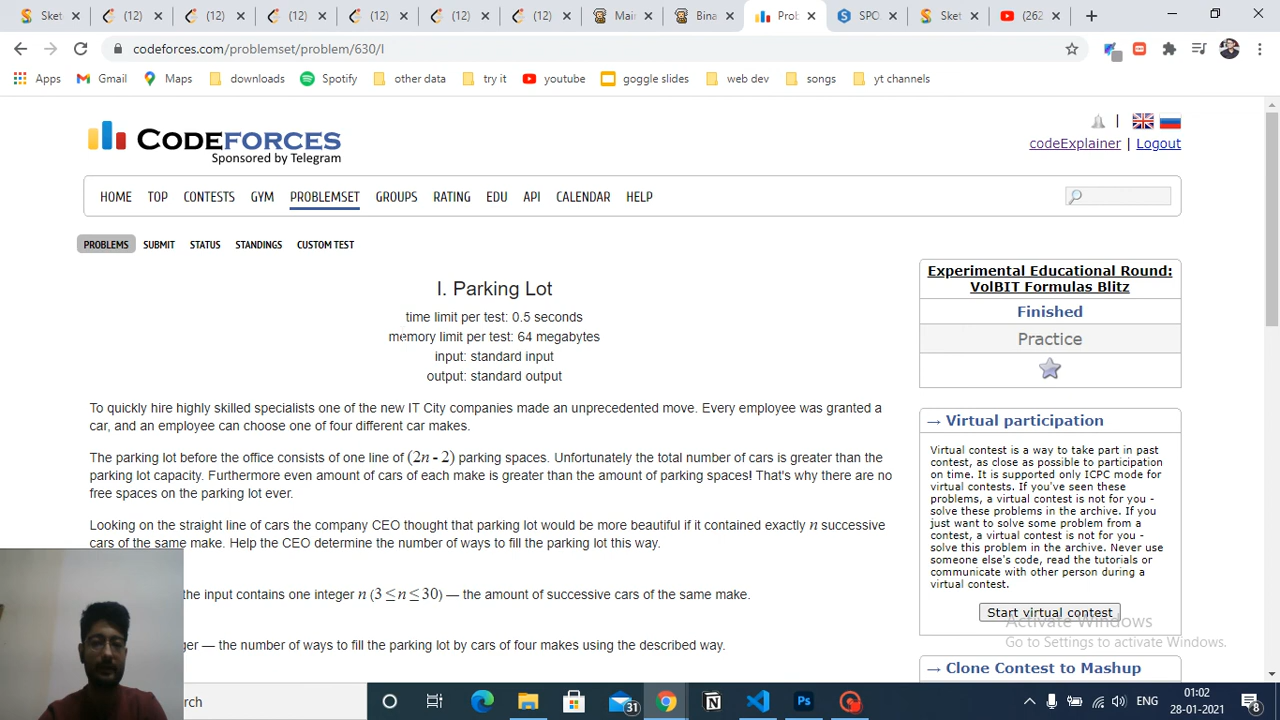 Sket
(12)
(12)
(12)
(12)
(12)
(12)
Mair
Bina
Prob
SPO
Sket
(262
codeforces.com/problemset/problem/630/I
Apps
Gmail
Maps
downloads
Spotify
other data
try it
youtube
goggle slides
web dev
songs
yt channels
CODEFORCES
Sponsored by Telegram
codeExplainer | Logout
HOME TOP CONTESTS GYM PROBLEMSET GROUPS RATING EDU API CALENDAR HELP
PROBLEMS SUBMIT STATUS STANDINGS CUSTOM TEST
I. Parking Lot
time limit per test: 0.5 seconds
memory limit per test: 64 megabytes
input: standard input
output: standard output
To quickly hire highly skilled specialists one of the new IT City companies made an unprecedented move. Every employee was granted a
car, and an employee can choose one of four different car makes.
The parking lot before the office consists of one line of (2n - 2) parking spaces. Unfortunately the total number of cars is greater than the
parking lot capacity. Furthermore even amount of cars of each make is greater than the amount of parking spaces! That's why there are no
free spaces on the parking lot ever.
Looking on the straight line of cars the company CEO thought that parking lot would be more beautiful if it contained exactly n successive
cars of the same make. Help the CEO determine the number of ways to fill the parking lot this way.
the input contains one integer n (3 ≤ n ≤ 30) — the amount of successive cars of the same make.
ger — the number of ways to fill the parking lot by cars of four makes using the described way.
Experimental Educational Round:
VolBIT Formulas Blitz
Finished
Practice
→ Virtual participation
Virtual contest is a way to take part in past
contest, as close as possible to participation
on time. It is supported only ICPC mode for
virtual contests. If you've seen these
problems, a virtual contest is not for you -
solve these problems in the archive. If you
just want to solve some problem from a
contest, a virtual contest is not for you -
solve this problem in the archive. Never use
someone else's code, read the tutorials or
communicate with other person during a
virtual contest.
Start virtual contest
Activate Windows
Go to Settings to activate Windows.
→ Clone Contest to Mashup
rch
31
ENG
01:02
28-01-2021
8